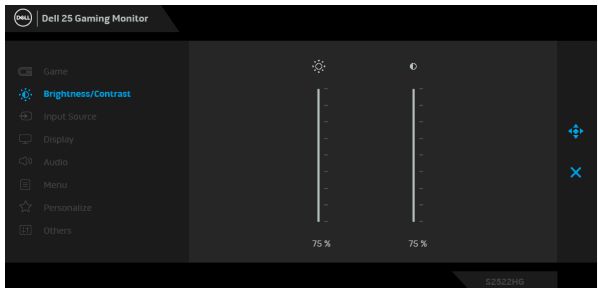 DELL
Dell 25 Gaming Monitor
Game
Brightness/Contrast
Input Source
Display
Audio
Menu
Personalize
Others
75 %
75 %
S2522HG